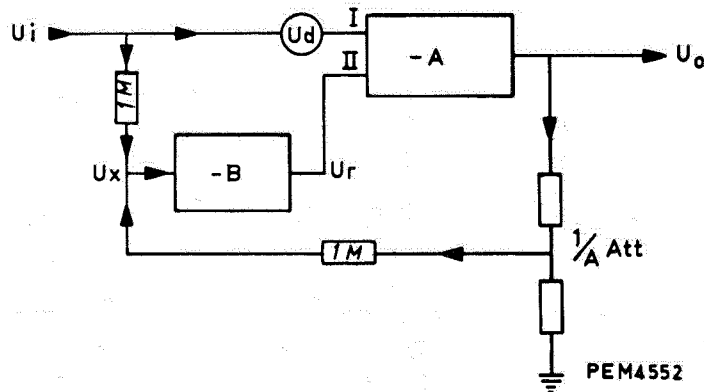 Ui
Ud
I
II
-A
Uo
1M
Ux
-B
Ur
1M
1/A Att
PEM4552